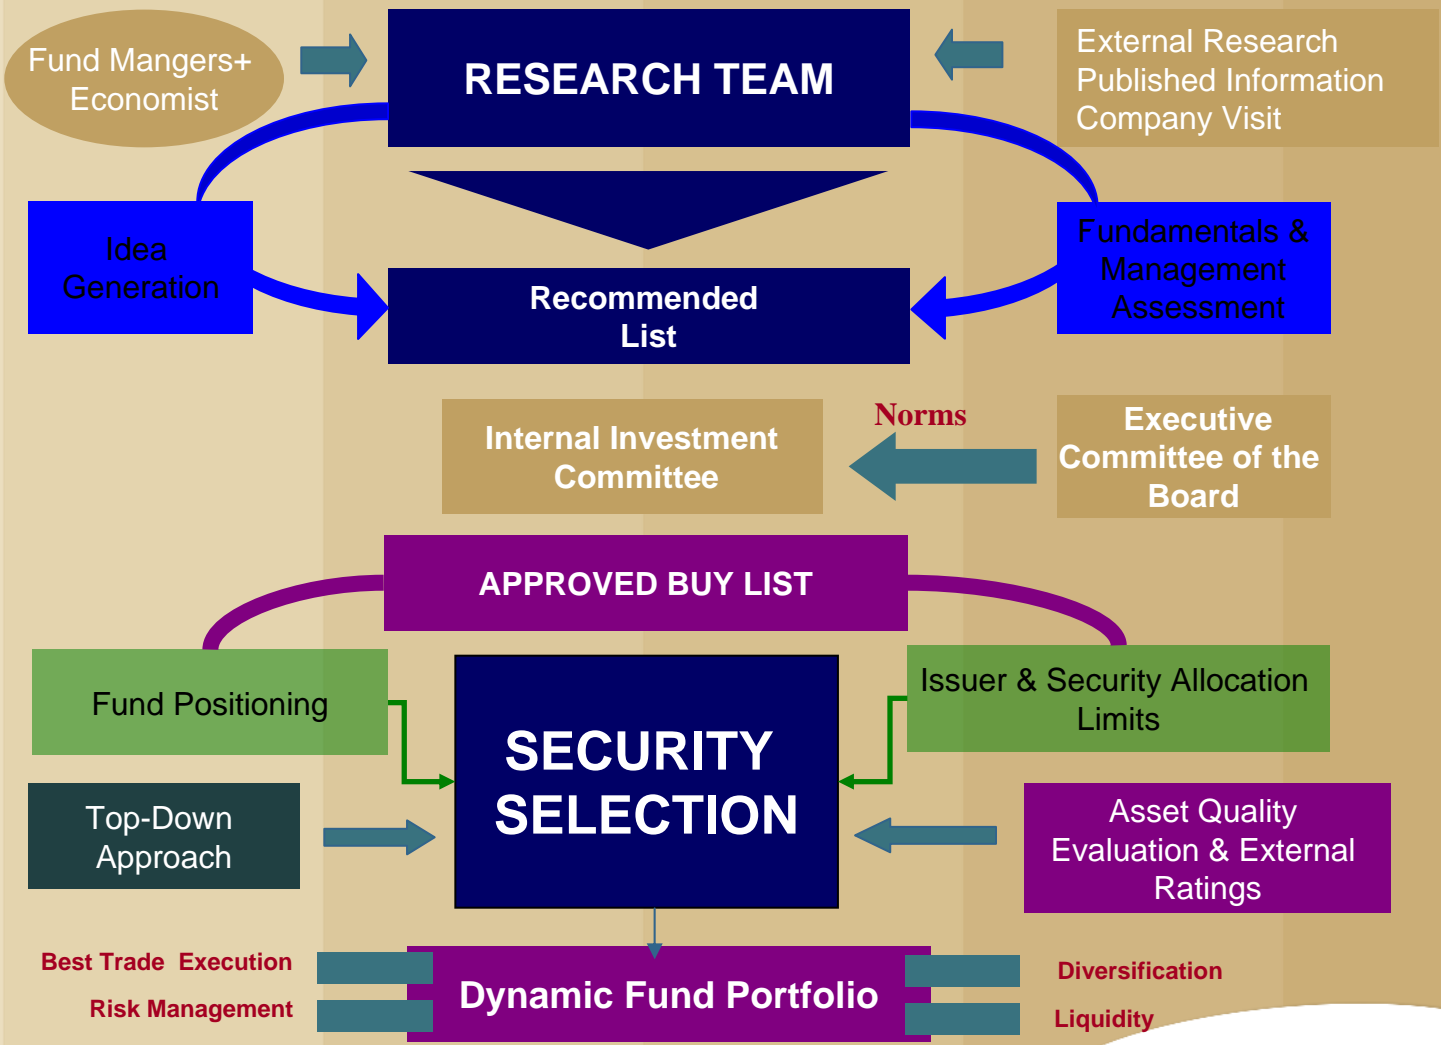 Fund Mangers+
Economist
RESEARCH TEAM
External Research
Published Information
Company Visit
Idea
Generation
Recommended
List
Fundamentals &
Management
Assessment
Internal Investment
Committee
Norms
Executive
Committee of the
Board
APPROVED BUY LIST
Fund Positioning
Issuer & Security Allocation
Limits
SECURITY
SELECTION
Top-Down
Approach
Asset Quality
Evaluation & External
Ratings
Best Trade Execution
Risk Management
Dynamic Fund Portfolio
Diversification
Liquidity